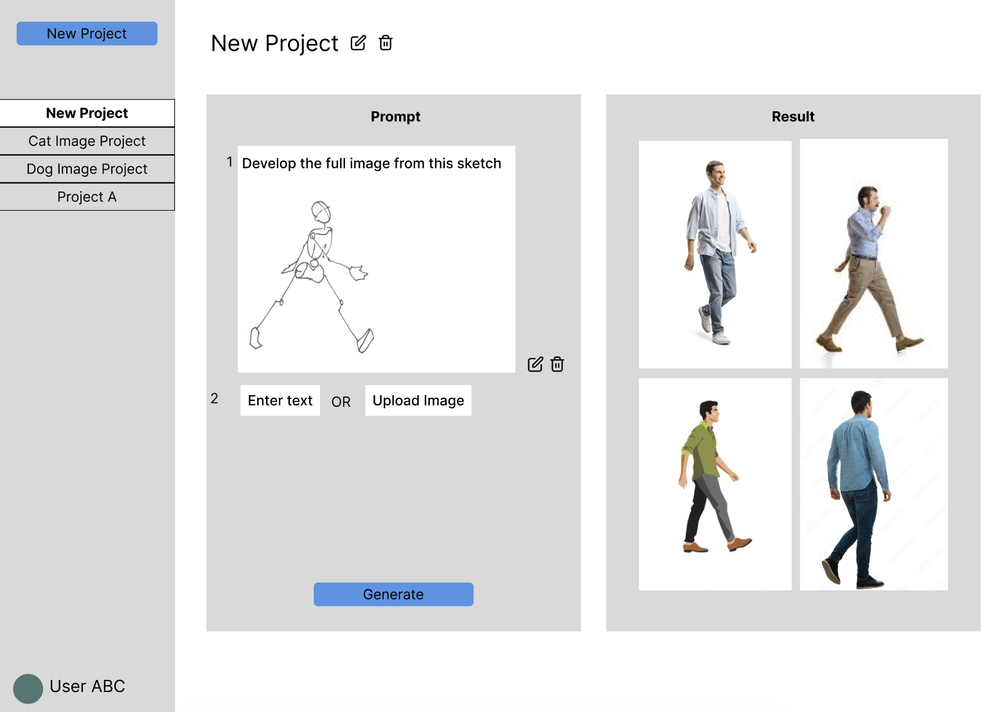 New Project
New Project
Cat Image Project
Dog Image Project
Project A
User ABC
New Project
Prompt
1
Develop the full image from this sketch
2
Enter text OR Upload Image
Generate
Result